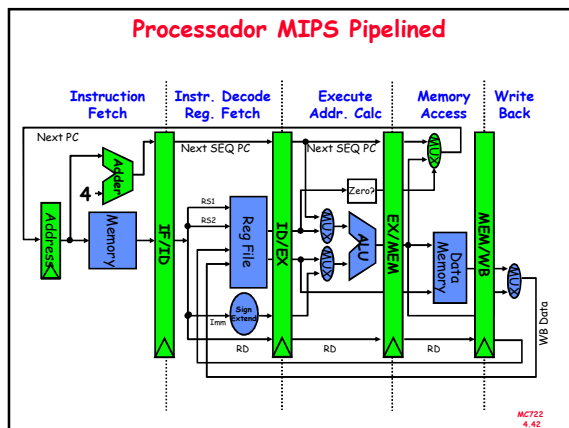 Processador MIPS Pipelined
Instruction
Fetch
Instr. Decode
Reg. Fetch
Execute
Addr. Calc
Memory
Access
Write
Back
Next PC
Next SEQ PC
Next SEQ PC
4
Adder
Address
Memory
IF/ID
RS1
RS2
Reg File
ID/EX
MUX
MUX
Zero?
ALU
EX/MEM
MUX
Data
Memory
MEM/WB
MUX
WB Data
Sign
Extend
Imm
RD
RD
RD
MC722
4.42